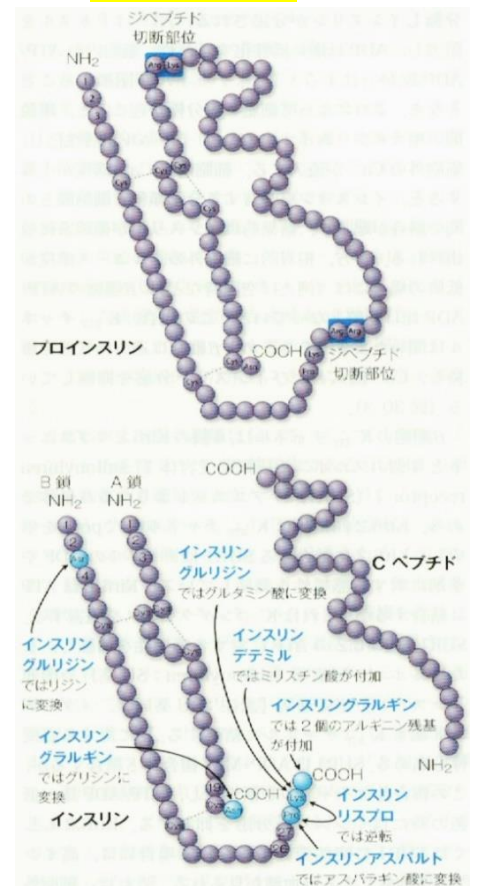 ジペプチド
切断部位
NH₂
Arg Lys
1
2
3
プロインスリン
COOH
Arg Arg
ジペプチド
切断部位
COOH
B 鎖
NH₂
A 鎖
NH₂
C ペプチド
インスリン
グルリジン
ではグルタミン酸に変換
インスリン
グルリジン
ではリジン
に変換
インスリン
デテミル
ではミリスチン酸が付加
インスリングラルギン
では 2 個のアルギニン残基
が付加
インスリン
グラルギン
ではグリシンに
変換
NH₂
COOH
COOH
インスリン
インスリン
リスプロ
では逆転
インスリンアスパルト
ではアスパラギン酸に変換